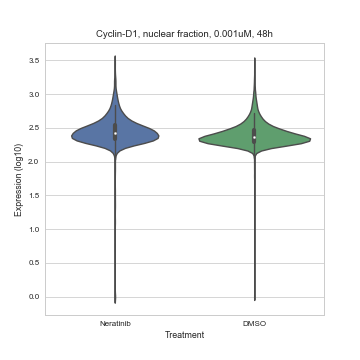 Cyclin-D1, nuclear fraction, 0.001uM, 48h
3.5
3.0
2.5
2.0
1.5
1.0
0.5
0.0
Expression (log10)
Neratinib DMSO
Treatment